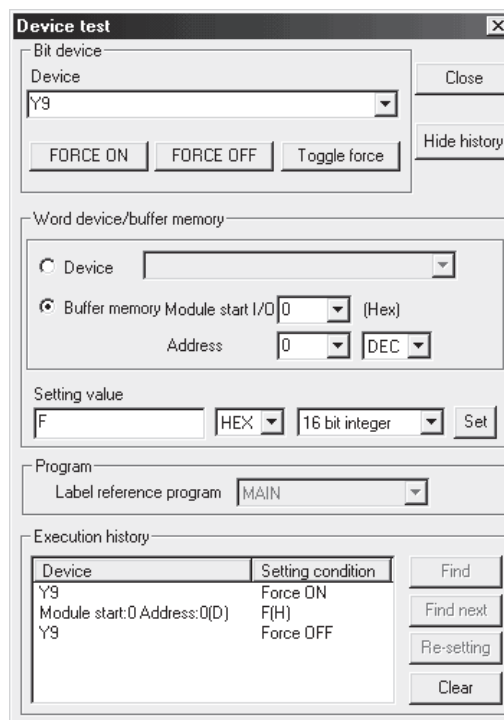 Device test
Bit device
Device
Close
Y9
Hide history
FORCE ON FORCE OFF Toggle force
Word device/buffer memory
Device
Buffer memory Module start I/O 0 (Hex)
Address 0 DEC
Setting value
F HEX 16 bit integer Set
Program
Label reference program MAIN
Execution history
Device Setting condition Find
Y9 Force ON
Module start:0 Address:0(D) F(H) Find next
Y9 Force OFF
Re-setting
Clear